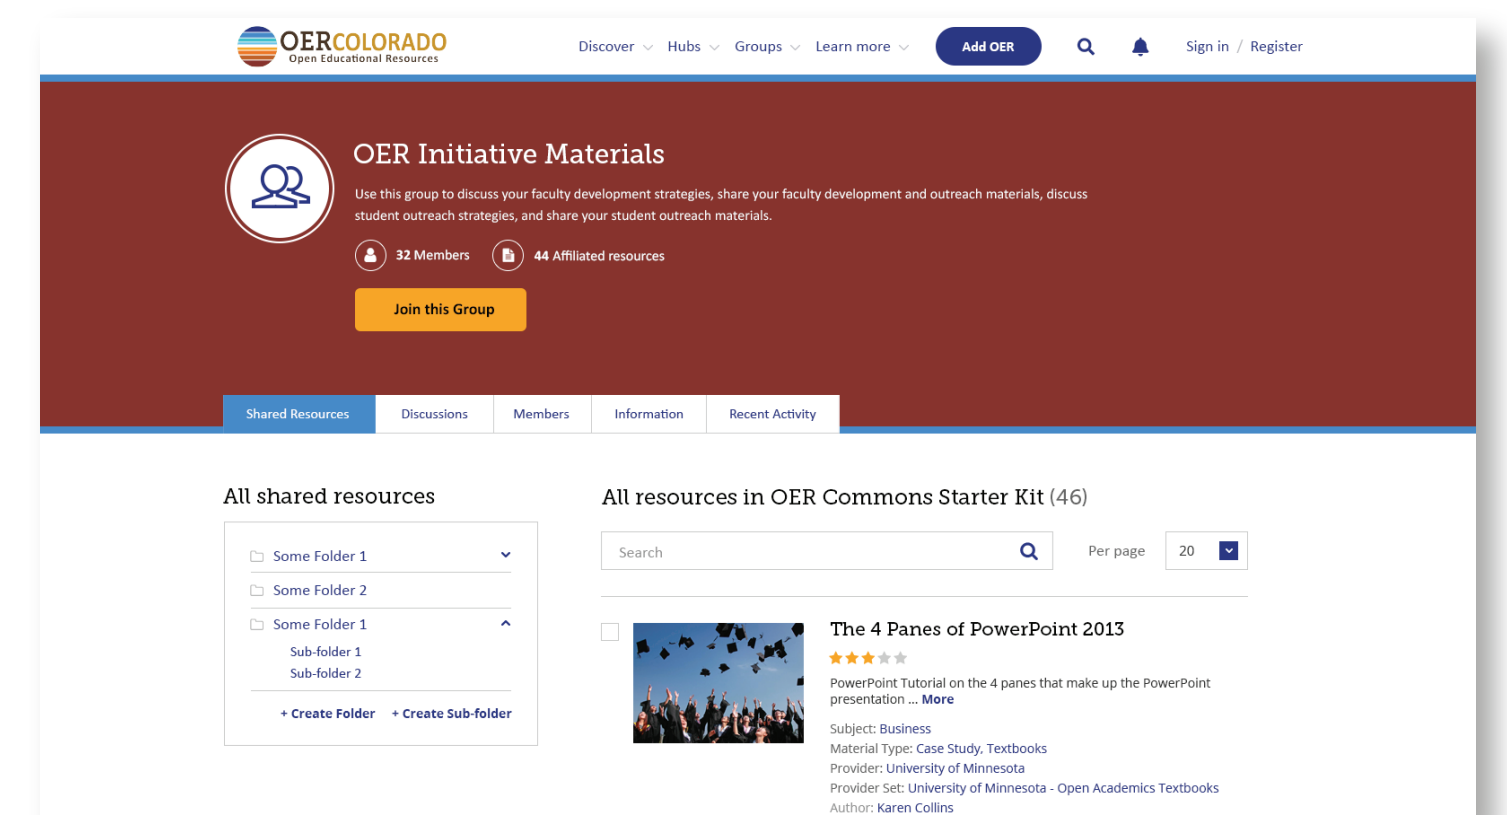 OERCOLORADO
Open Educational Resources
Discover Hubs Groups Learn more Add OER Sign in / Register
OER Initiative Materials
Use this group to discuss your faculty development strategies, share your faculty development and outreach materials, discuss
student outreach strategies, and share your student outreach materials.
32 Members 44 Affiliated resources
Join this Group
Shared Resources Discussions Members Information Recent Activity
All shared resources
Some Folder 1
Some Folder 2
Some Folder 1
Sub-folder 1
Sub-folder 2
+ Create Folder + Create Sub-folder
All resources in OER Commons Starter Kit (46)
Search Per page 20
The 4 Panes of PowerPoint 2013
PowerPoint Tutorial on the 4 panes that make up the PowerPoint
presentation ... More
Subject: Business
Material Type: Case Study, Textbooks
Provider: University of Minnesota
Provider Set: University of Minnesota - Open Academics Textbooks
Author: Karen Collins